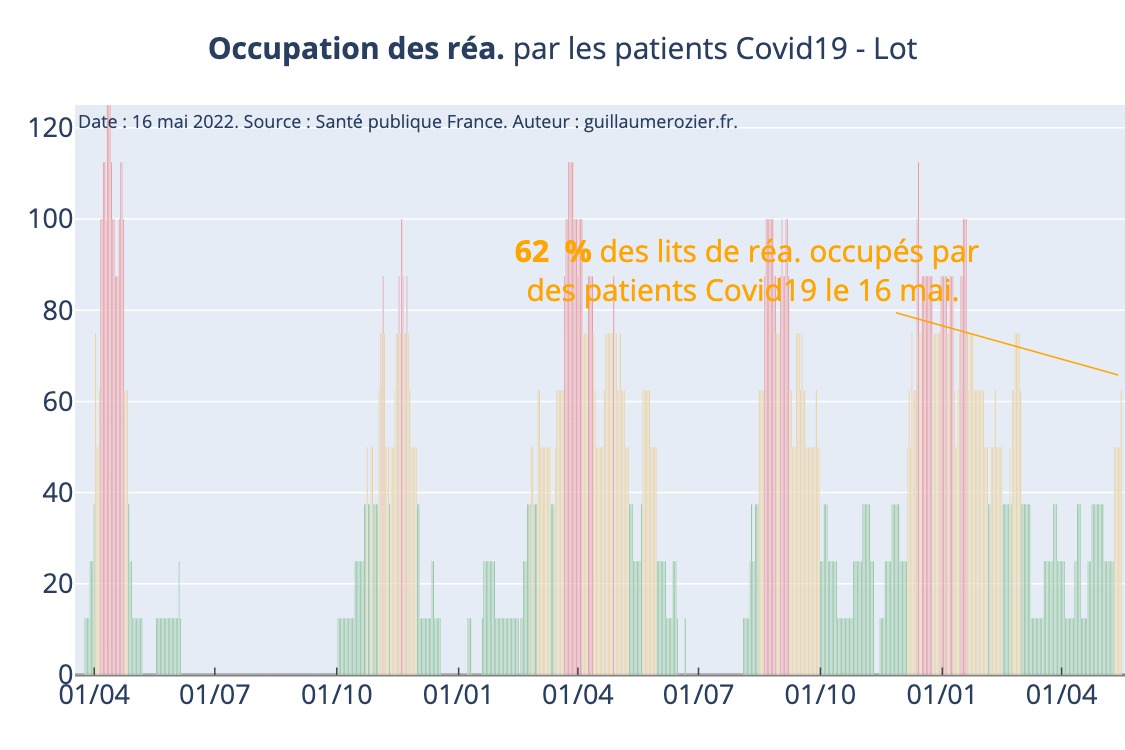 Occupation des réa. par les patients Covid19 - Lot
120
Date : 16 mai 2022. Source : Santé publique France. Auteur : guillaumerozier.fr.
100
62 % des lits de réa. occupés par
des patients Covid19 le 16 mai.
80
60
40
20
0
01/04 01/07 01/10 01/01 01/04 01/07 01/10 01/01 01/04